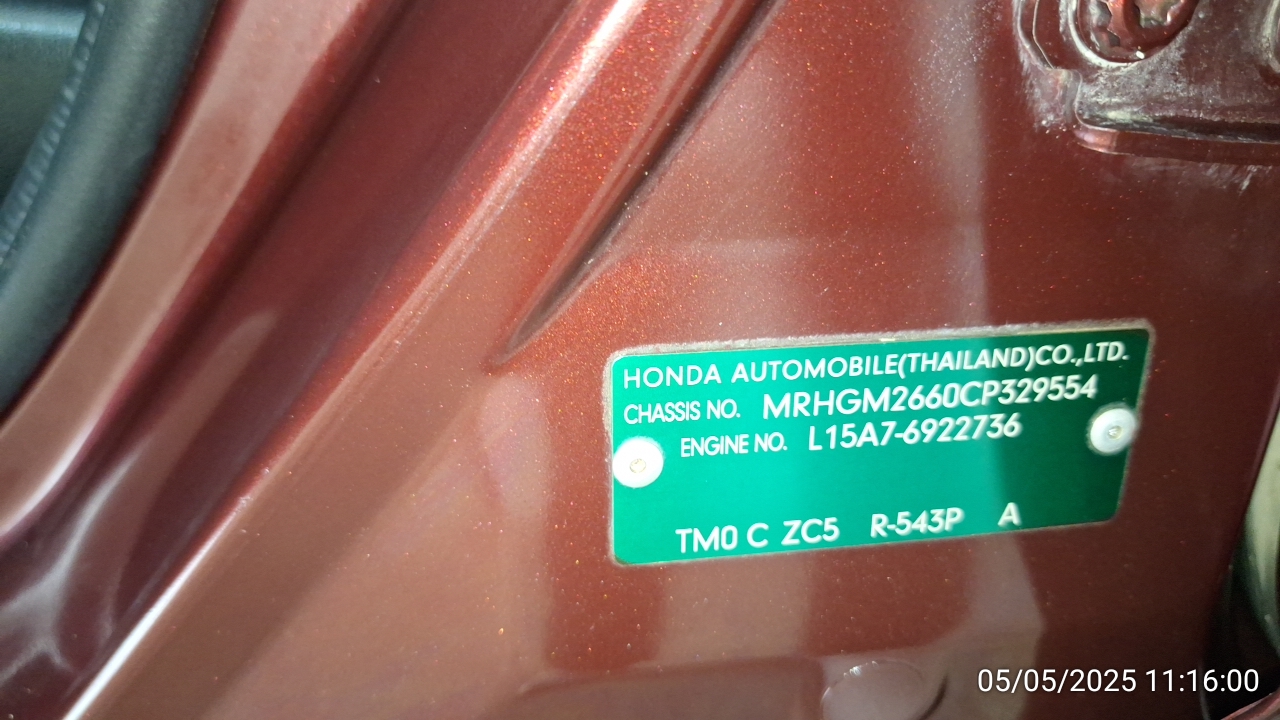 HONDA AUTOMOBILE(THAILAND)CO.,LTD.
CHASSIS NO. MRHGM2660CP329554
ENGINE NO. L15A7-6922736
TM0 C ZC5 R-543P A
05/05/2025 11:16:00